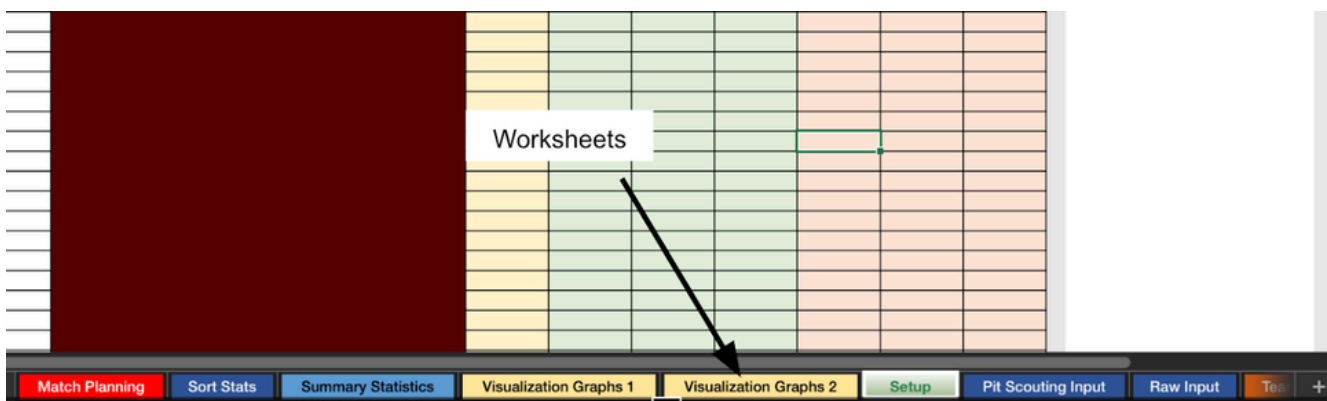 Worksheets
Match Planning Sort Stats Summary Statistics Visualization Graphs 1 Visualization Graphs 2 Setup Pit Scouting Input Raw Input +